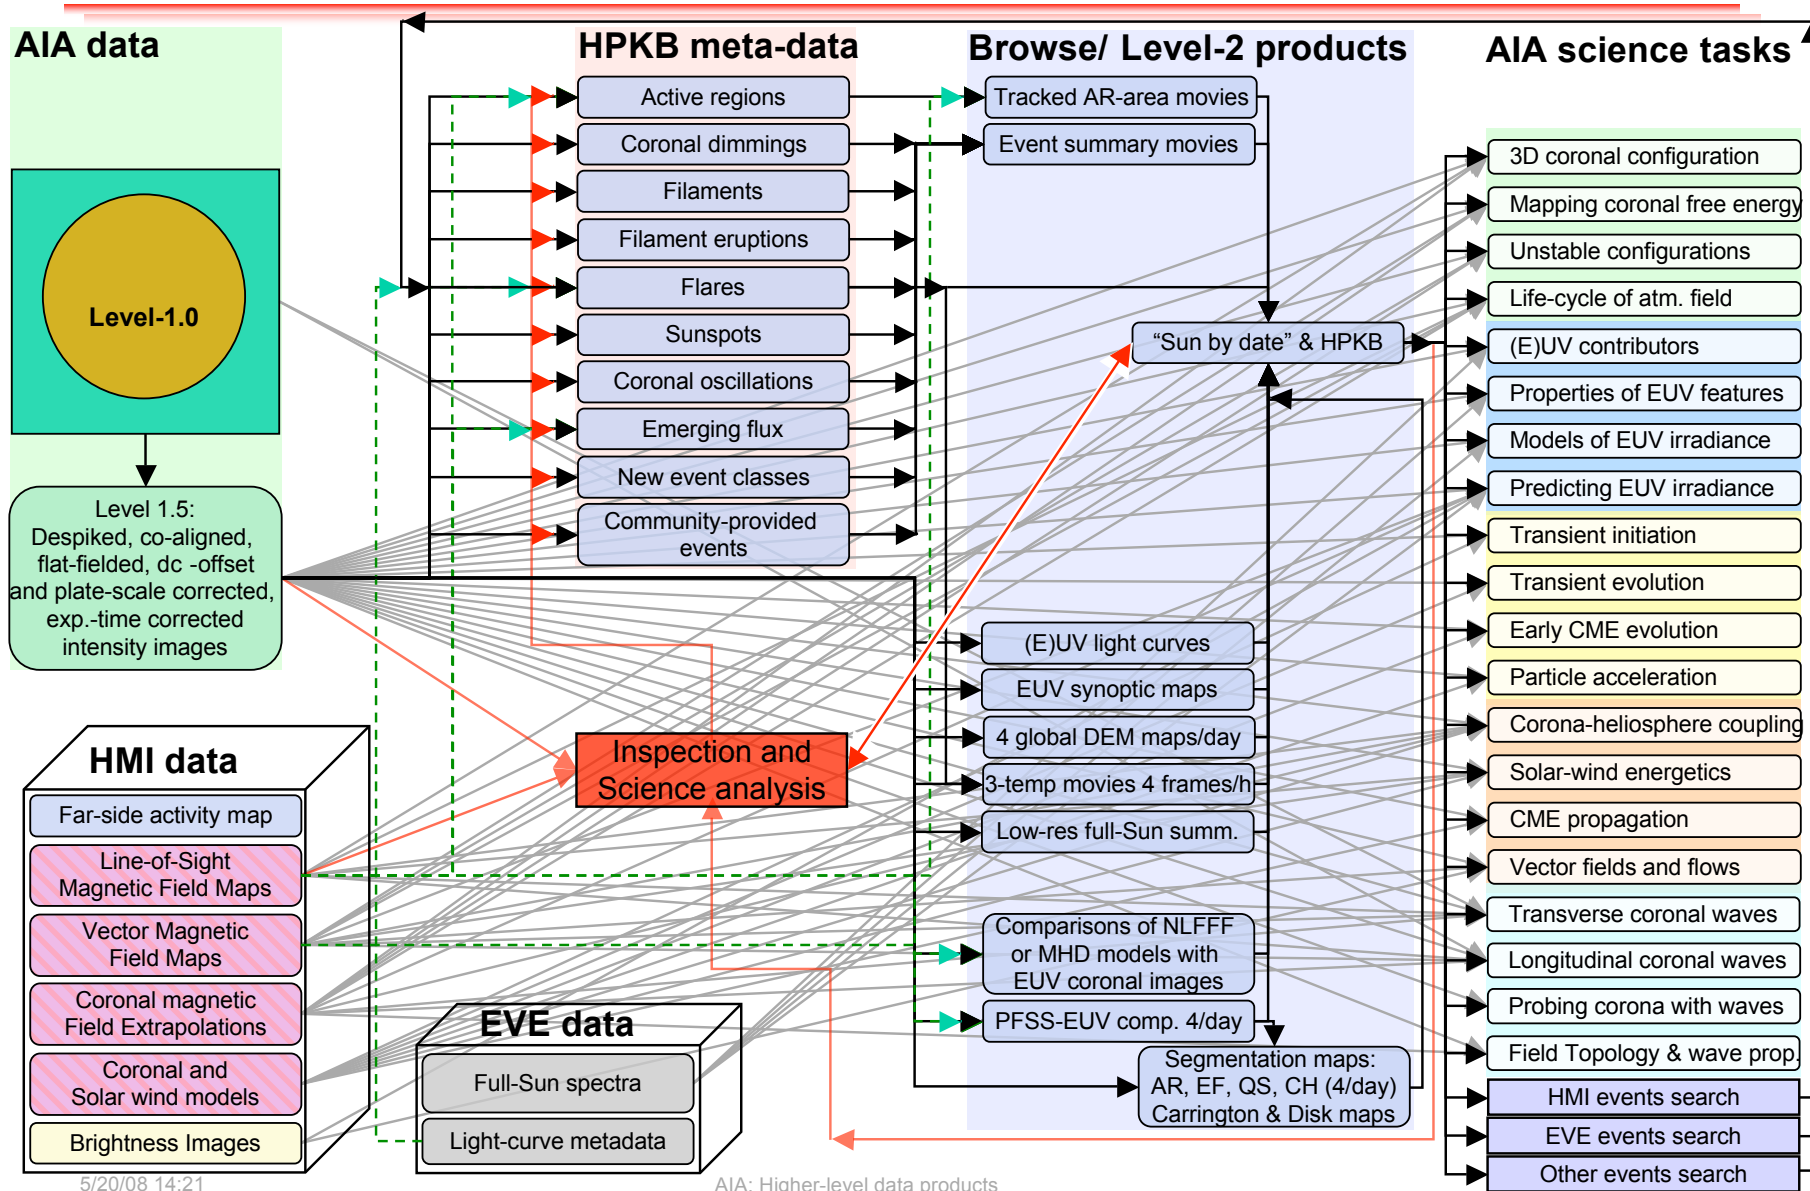 AIA data
HPKB meta-data
Browse/ Level-2 products
AIA science tasks
Level-1.0
Level 1.5:
Despiked, co-aligned,
flat-fielded, dc -offset
and plate-scale corrected,
exp.-time corrected
intensity images
HMI data
Far-side activity map
Line-of-Sight
Magnetic Field Maps
Vector Magnetic
Field Maps
Coronal magnetic
Field Extrapolations
Coronal and
Solar wind models
Brightness Images
EVE data
Full-Sun spectra
Light-curve metadata
Active regions
Coronal dimmings
Filaments
Filament eruptions
Flares
Sunspots
Coronal oscillations
Emerging flux
New event classes
Community-provided
events
Inspection and
Science analysis
Tracked AR-area movies
Event summary movies
“Sun by date” & HPKB
(E)UV light curves
EUV synoptic maps
4 global DEM maps/day
3-temp movies 4 frames/h
Low-res full-Sun summ.
Comparisons of NLFFF
or MHD models with
EUV coronal images
PFSS-EUV comp. 4/day
Segmentation maps:
AR, EF, QS, CH (4/day)
Carrington & Disk maps
3D coronal configuration
Mapping coronal free energy
Unstable configurations
Life-cycle of atm. field
(E)UV contributors
Properties of EUV features
Models of EUV irradiance
Predicting EUV irradiance
Transient initiation
Transient evolution
Early CME evolution
Particle acceleration
Corona-heliosphere coupling
Solar-wind energetics
CME propagation
Vector fields and flows
Transverse coronal waves
Longitudinal coronal waves
Probing corona with waves
Field Topology & wave prop.
HMI events search
EVE events search
Other events search
5/20/08 14:21
AIA: Higher-level data products